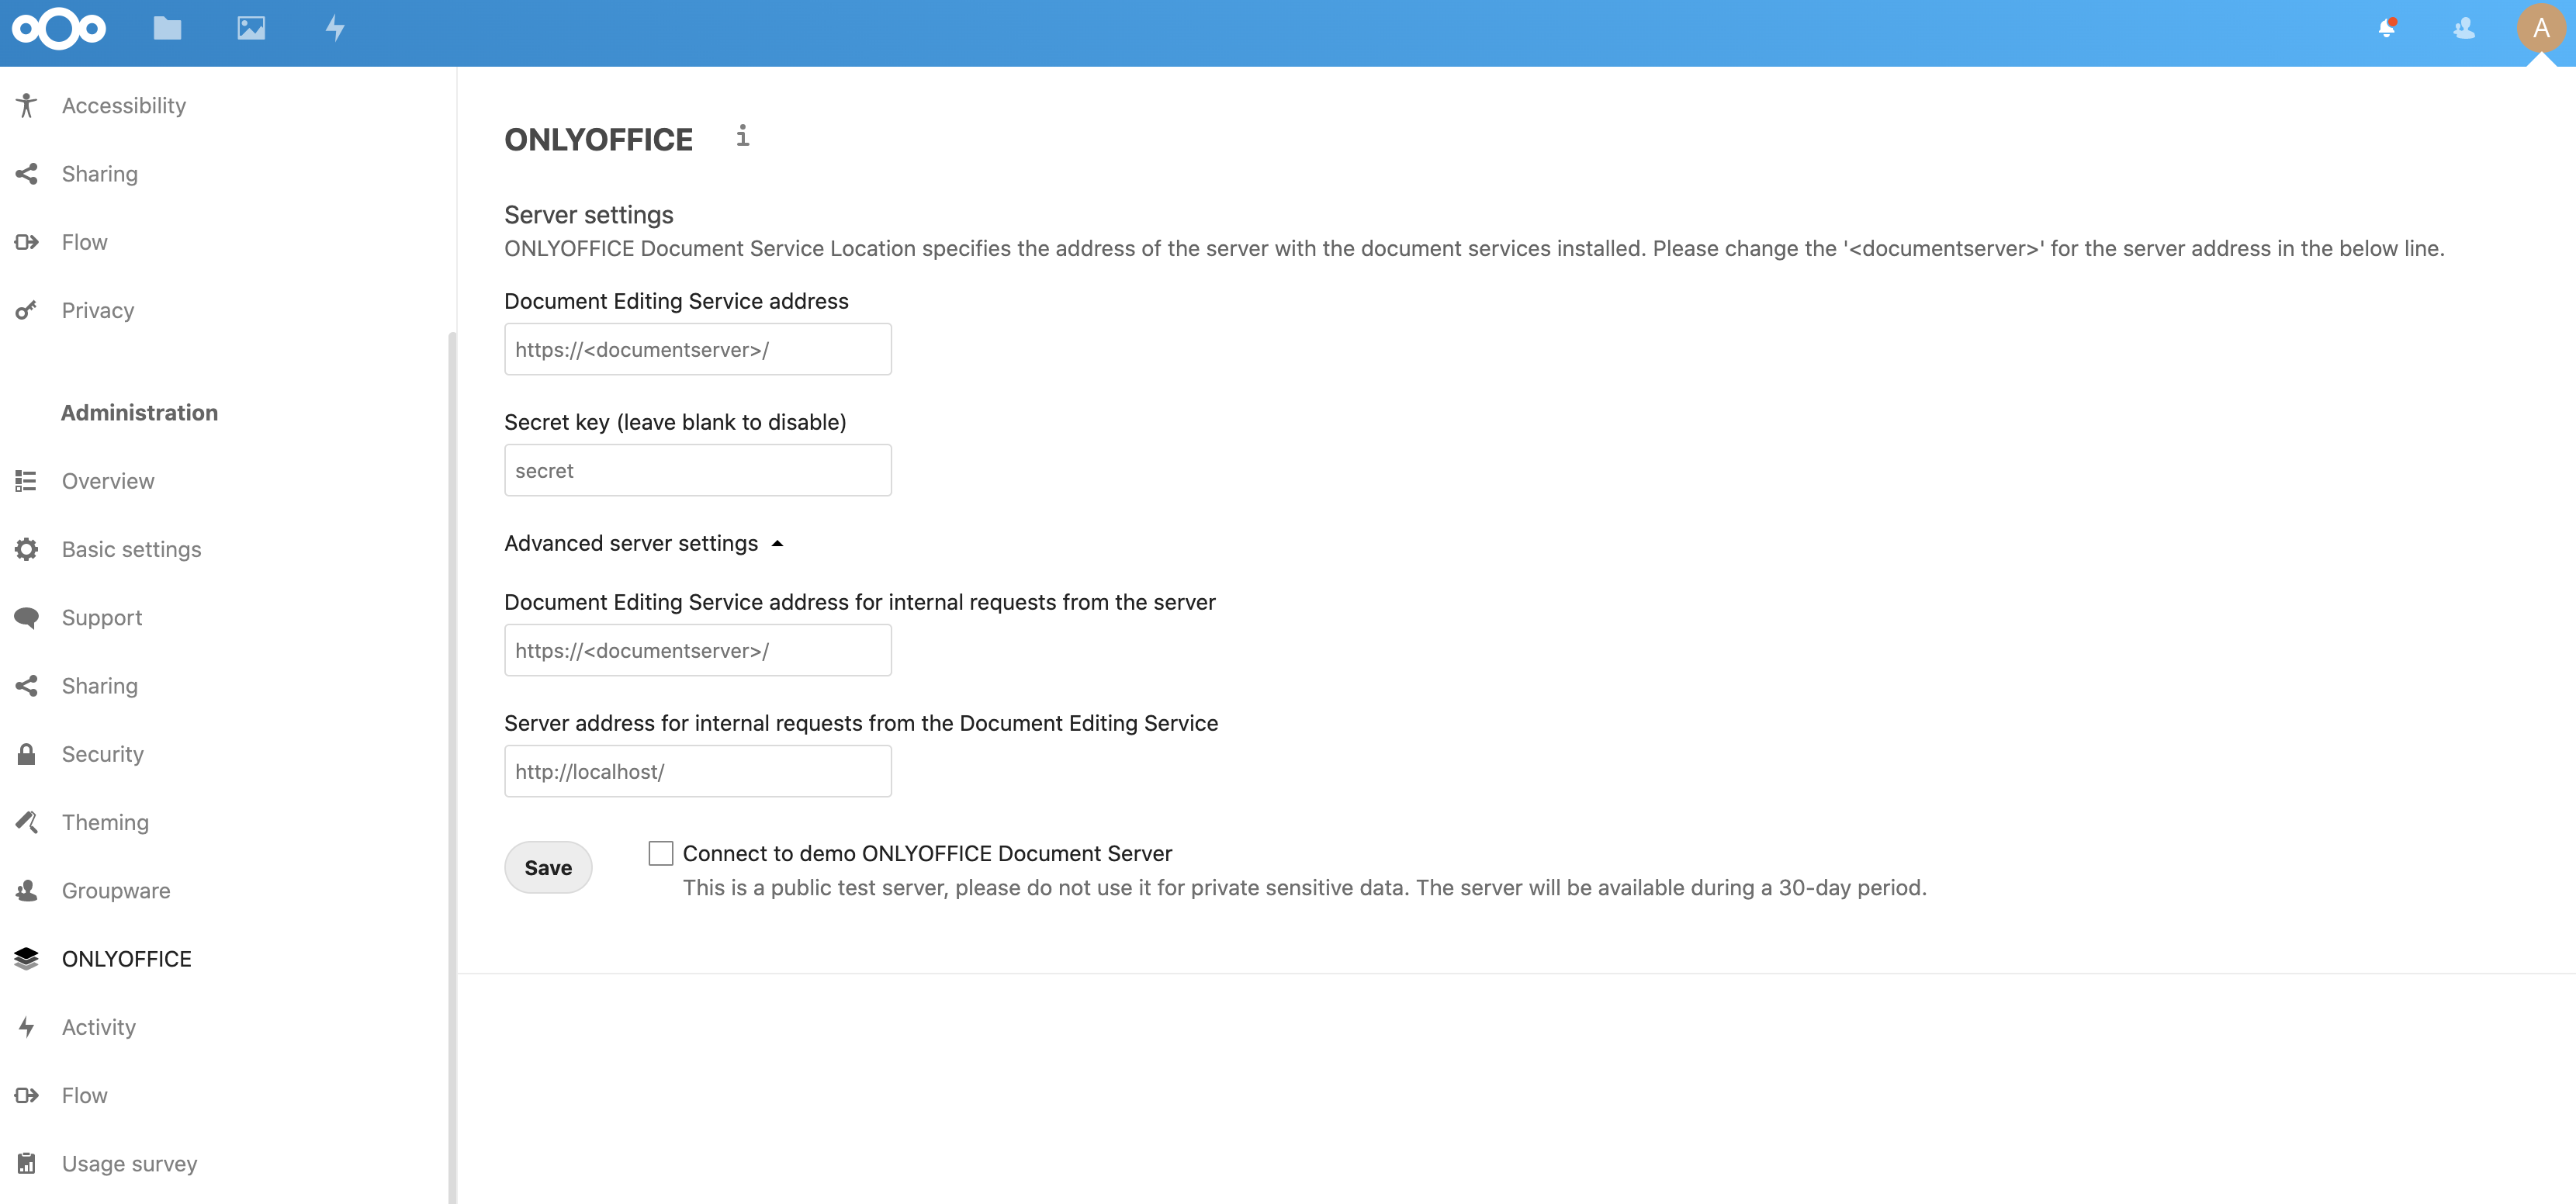 A
Accessibility
Sharing
Flow
Privacy
Administration
Overview
Basic settings
Support
Sharing
Security
Theming
Groupware
ONLYOFFICE
Activity
Flow
Usage survey
ONLYOFFICE
Server settings
ONLYOFFICE Document Service Location specifies the address of the server with the document services installed. Please change the '<documentserver>' for the server address in the below line.
Document Editing Service address
https://<documentserver>/
Secret key (leave blank to disable)
secret
Advanced server settings
Document Editing Service address for internal requests from the server
https://<documentserver>/
Server address for internal requests from the Document Editing Service
http://localhost/
Save
Connect to demo ONLYOFFICE Document Server
This is a public test server, please do not use it for private sensitive data. The server will be available during a 30-day period.